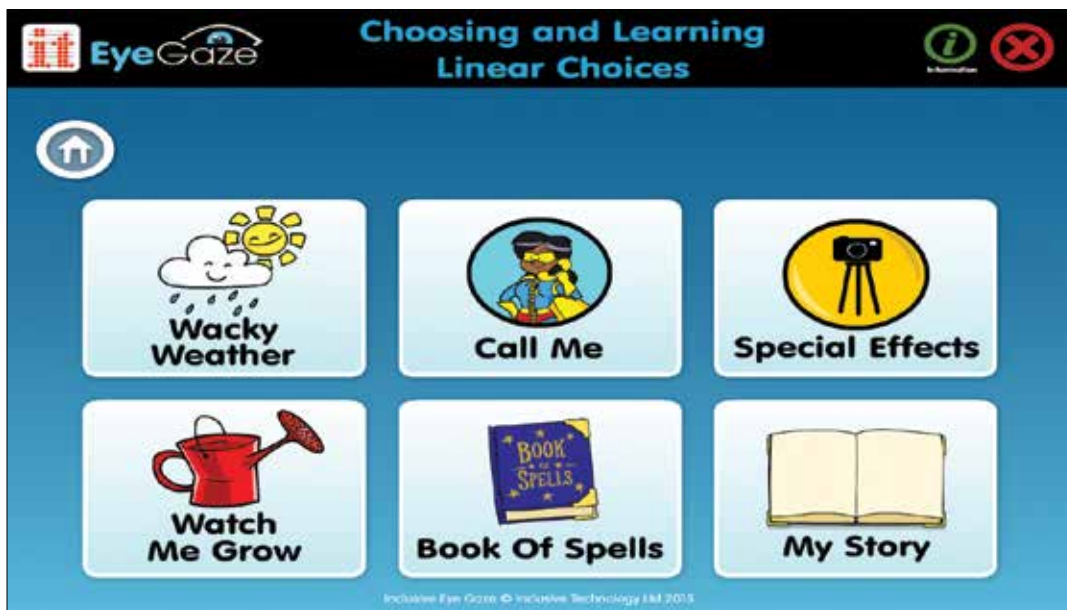 it EyeGaze
Choosing and Learning
Linear Choices
i
Information
Wacky
Weather
Call Me
Special Effects
Watch
Me Grow
BOOK
OF
SPELLS
Book Of Spells
My Story
Inclusive Eye Gaze © Inclusive Technology Ltd 2015